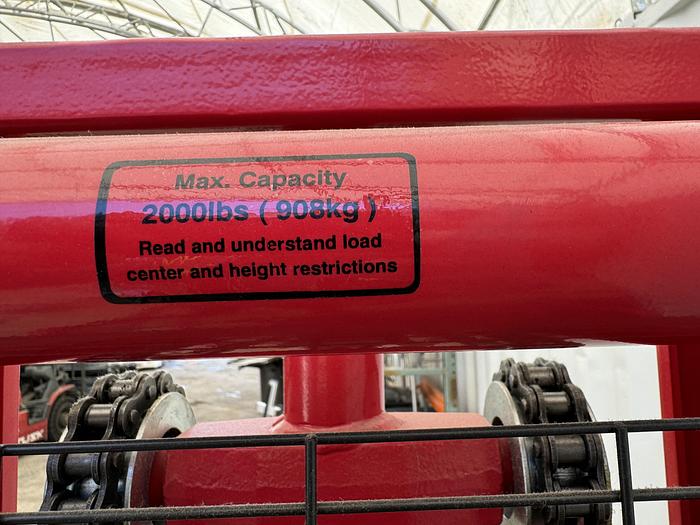 Max. Capacity
2000lbs ( 908kg )
Read and understand load
center and height restrictions